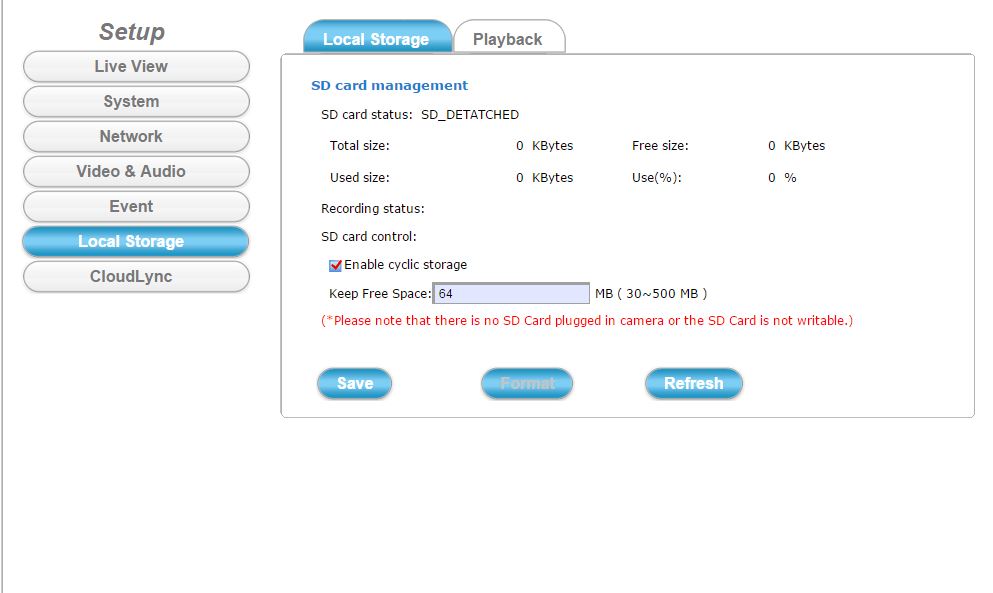 Setup
Live View
System
Network
Video & Audio
Event
Local Storage
CloudLync
Local Storage Playback
SD card management
SD card status: SD_DETATCHED
Total size: 0 KBytes Free size: 0 KBytes
Used size: 0 KBytes Use(%): 0 %
Recording status:
SD card control:
Enable cyclic storage
Keep Free Space: 64 MB ( 30~500 MB )
(*Please note that there is no SD Card plugged in camera or the SD Card is not writable.)
Save Format Refresh